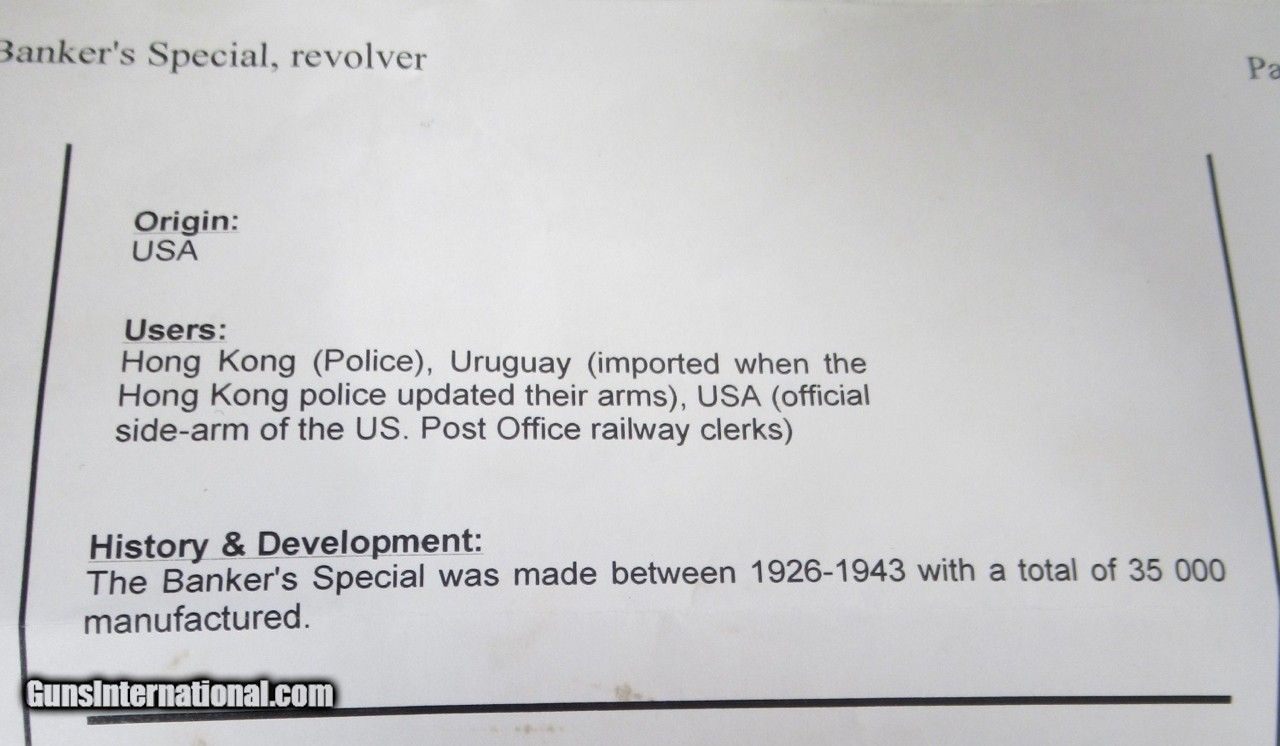 Banker's Special, revolver
Pa
Origin:
USA
Users:
Hong Kong (Police), Uruguay (imported when the
Hong Kong police updated their arms), USA (official
side-arm of the US. Post Office railway clerks)
History & Development:
The Banker's Special was made between 1926-1943 with a total of 35 000
manufactured.
GunsInternational.com